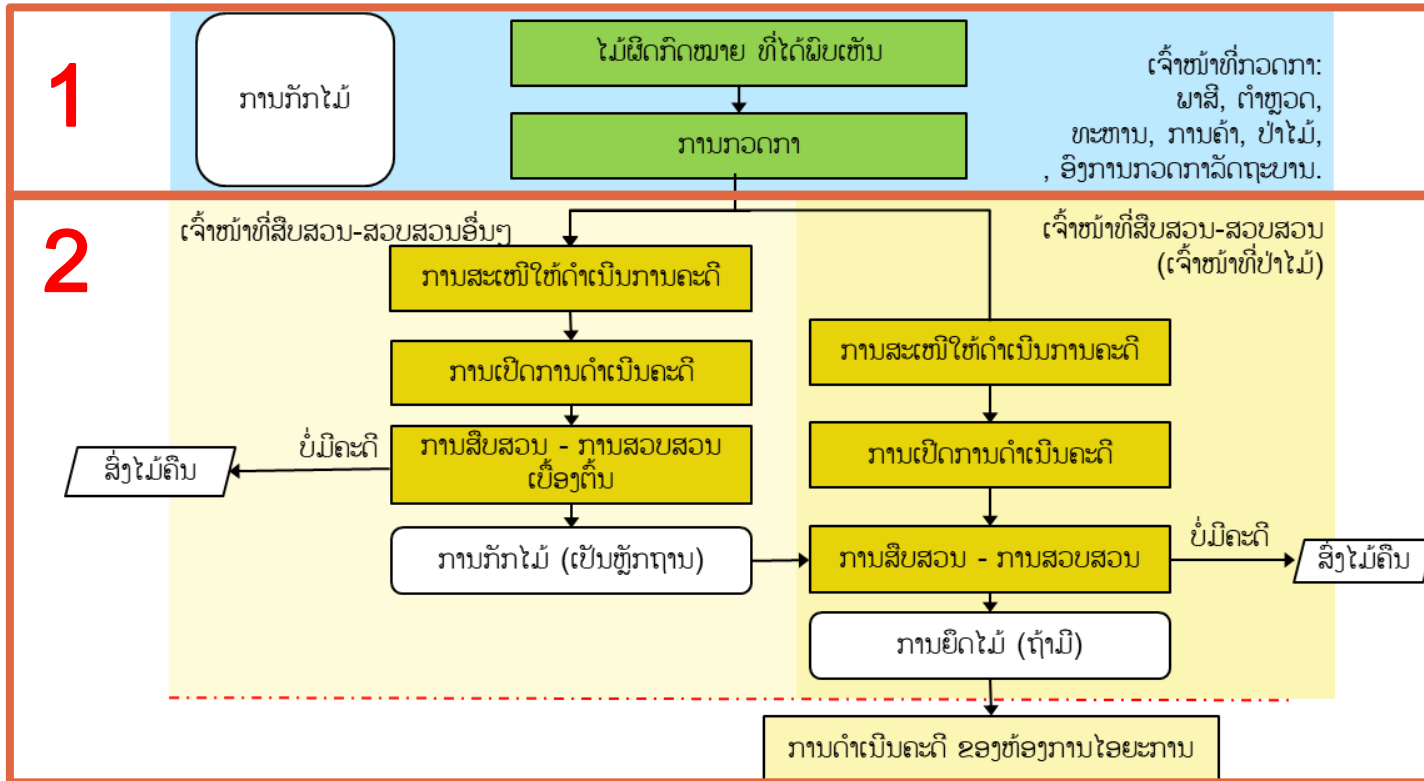 1
ການກັກໄມ້
ໄມ້ຜິດກົດໝາຍ ທີ່ໄດ້ພົບເຫັນ
ການກວດກາ
ເຈົ້າໜ້າທີ່ກວດກາ:
ພາສີ, ຕຳຫຼວດ,
ທະຫານ, ການຄ້າ, ປ່າໄມ້,
, ອົງການກວດກາລັດຖະບານ.
2
ເຈົ້າໜ້າທີ່ສືບສວນ-ສວບສວນອື່ນໆ
ການສະເໜີໃຫ້ດຳເນີນການຄະດີ
ການເປີດການດຳເນີນຄະດີ
ການສືບສວນ - ການສວບສວນ
ເບື້ອງຕົ້ນ
ບໍ່ມີຄະດີ
ສົ່ງໄມ້ຄືນ
ການກັກໄມ້ (ເປັນຫຼັກຖານ)
ເຈົ້າໜ້າທີ່ສືບສວນ-ສວບສວນ
(ເຈົ້າໜ້າທີ່ປ່າໄມ້)
ການສະເໜີໃຫ້ດຳເນີນການຄະດີ
ການເປີດການດຳເນີນຄະດີ
ການສືບສວນ - ການສວບສວນ
ບໍ່ມີຄະດີ
ສົ່ງໄມ້ຄືນ
ການຍຶດໄມ້ (ຖ້າມີ)
ການດຳເນີນຄະດີ ຂອງຫ້ອງການໄອຍະການ